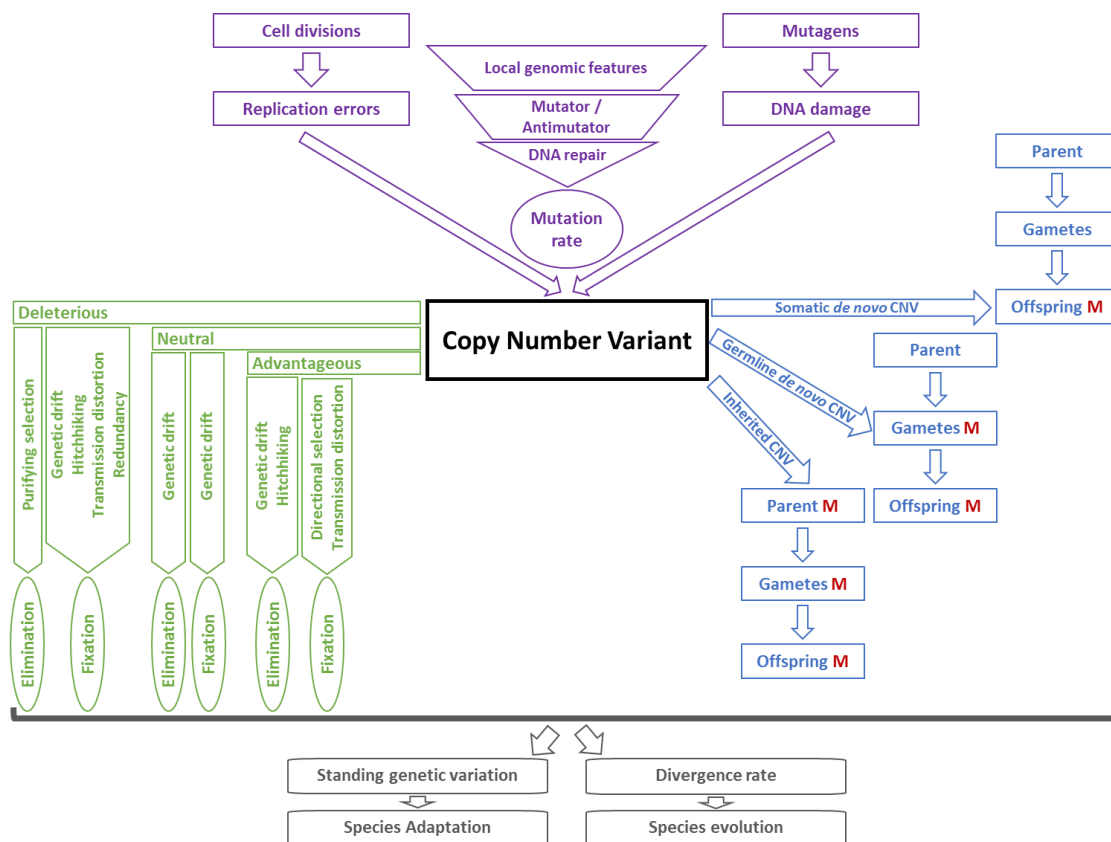 Cell divisions
Mutagens
Local genomic features
Replication errors
Mutator /
Antimutator
DNA damage
DNA repair
Mutation
rate
Parent
Gametes
Offspring M
Deleterious
Neutral
Advantageous
Copy Number Variant
Somatic de novo CNV
Germline de novo CNV
Inherited CNV
Parent
Gametes M
Offspring M
Parent M
Gametes M
Offspring M
Purifying selection
Genetic drift
Hitchhiking
Transmission distortion
Redundancy
Genetic drift
Genetic drift
Genetic drift
Hitchhiking
Directional selection
Transmission distortion
Elimination
Fixation
Elimination
Fixation
Elimination
Fixation
Standing genetic variation
Divergence rate
Species Adaptation
Species evolution